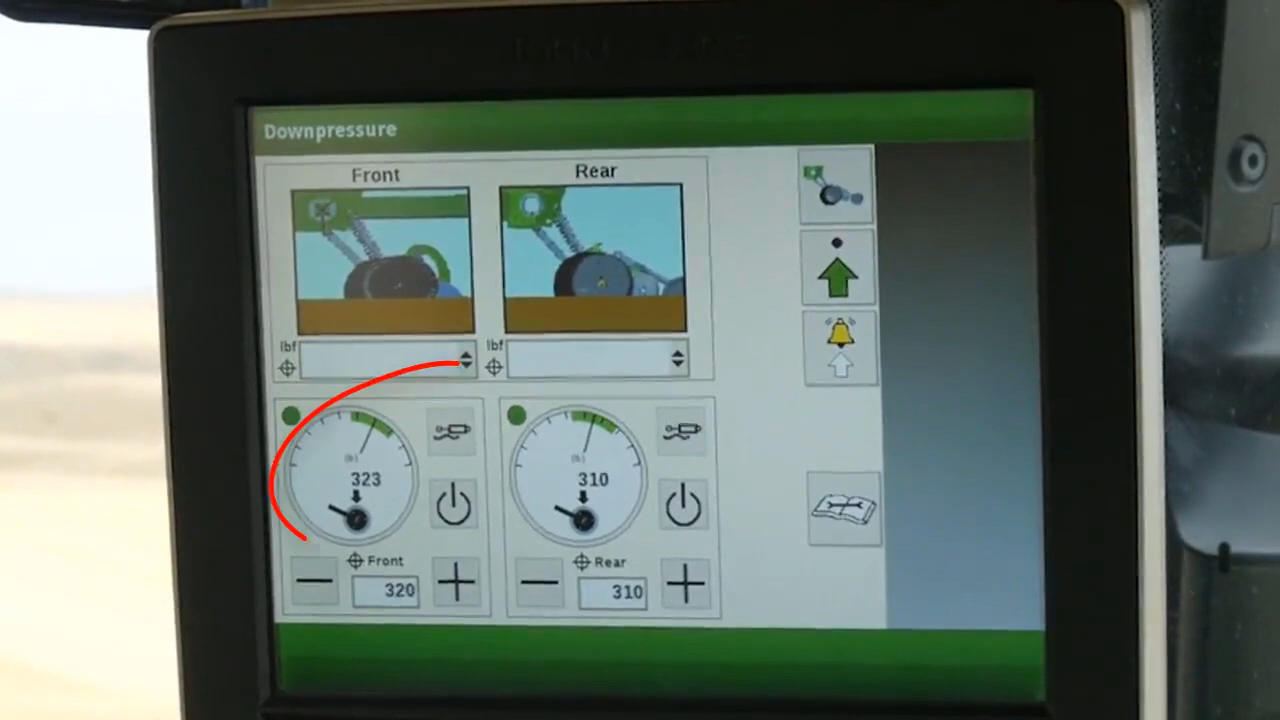 Downpressure
Front
Rear
lbf
lbf
(lb)
323
(lb)
310
Front
320
Rear
310